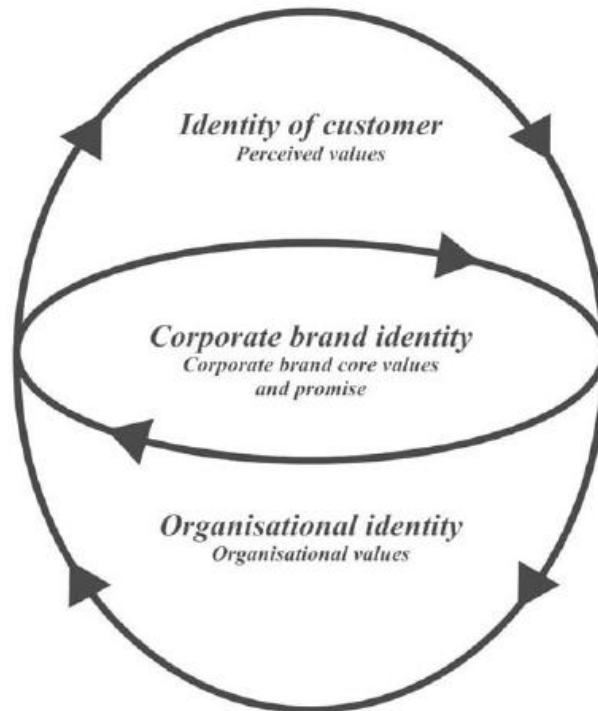 Identity of customer
Perceived values
Corporate brand identity
Corporate brand core values
and promise
Organisational identity
Organisational values